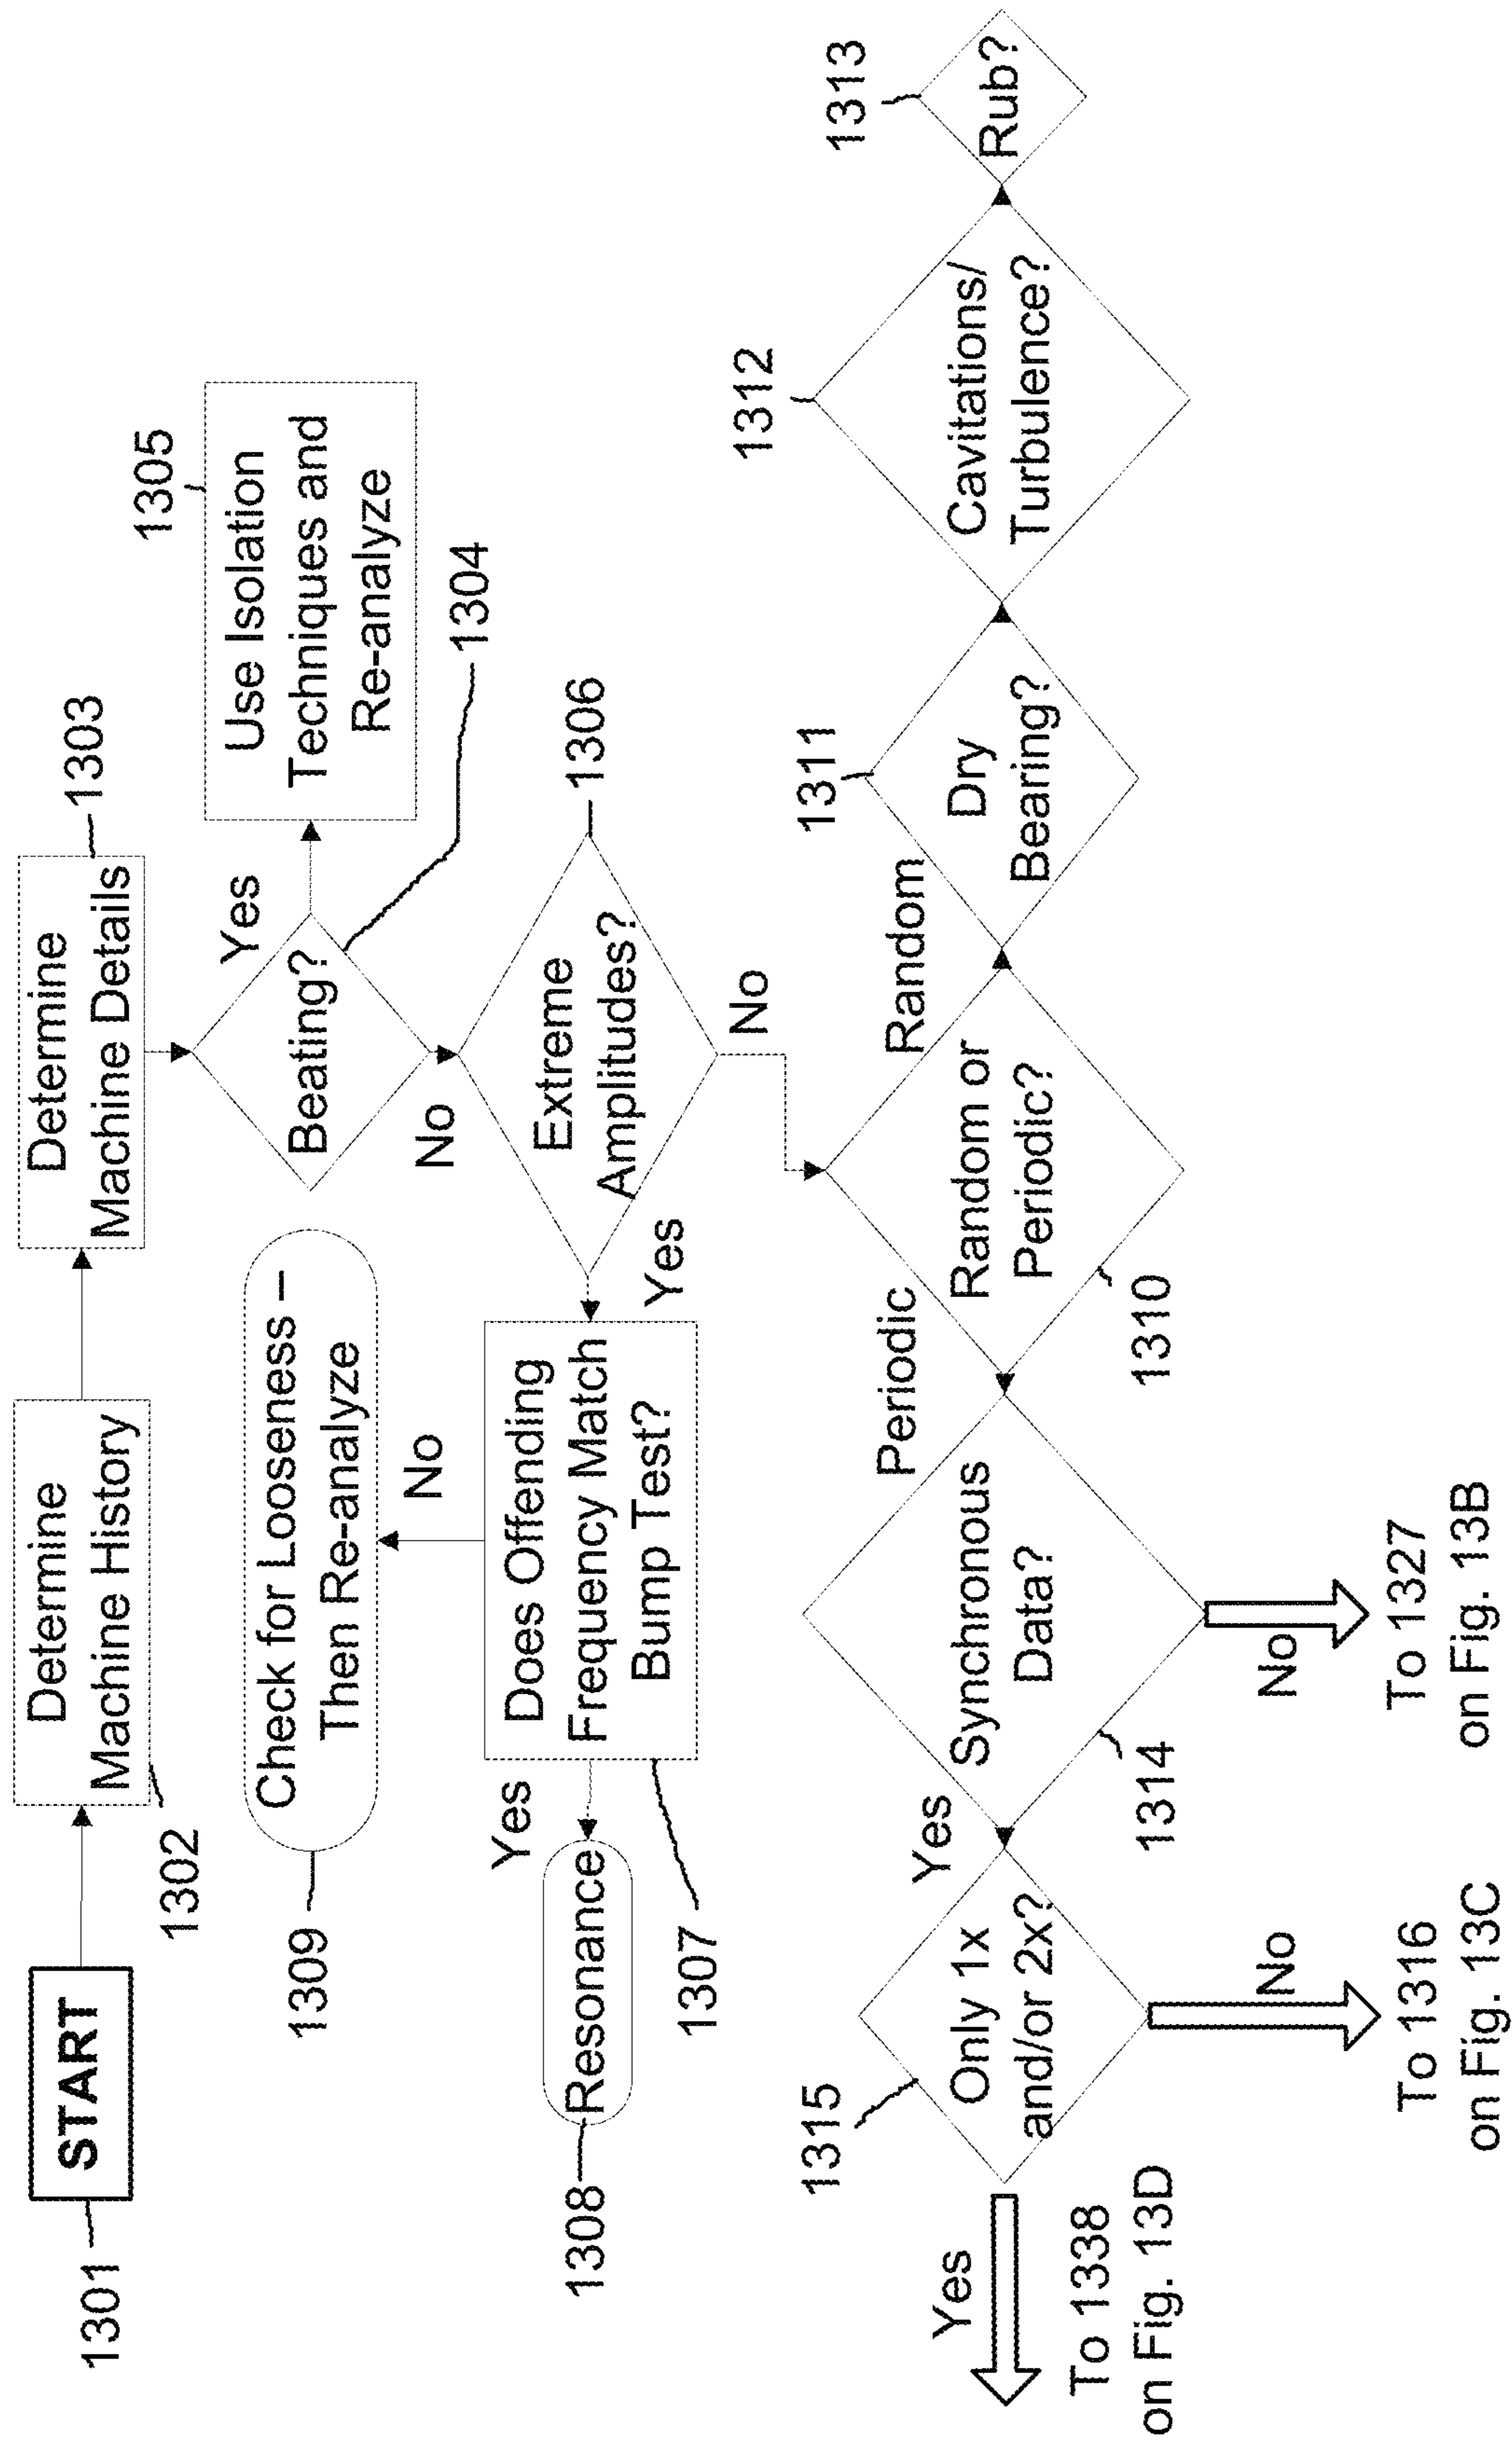 1301
START
1302
Determine
Machine History
1303
Determine
Machine Details
Beating?
1304
Yes
1305
Use Isolation
Techniques and
Re-analyze
No
Extreme
Amplitudes?
1306
Yes
Does Offending
Frequency Match
Bump Test?
1307
Yes
1308
Resonance
No
1309
Check for Looseness –
Then Re-analyze
No
Random or
Periodic?
1310
Random
1311
Dry
Bearing?
1312
Cavitations/
Turbulence?
1313
Rub?
Periodic
Synchronous
Data?
1314
No
To 1327
on Fig. 13B
Yes
1315
Only 1x
and/or 2x?
No
To 1316
on Fig. 13C
Yes
To 1338
on Fig. 13D